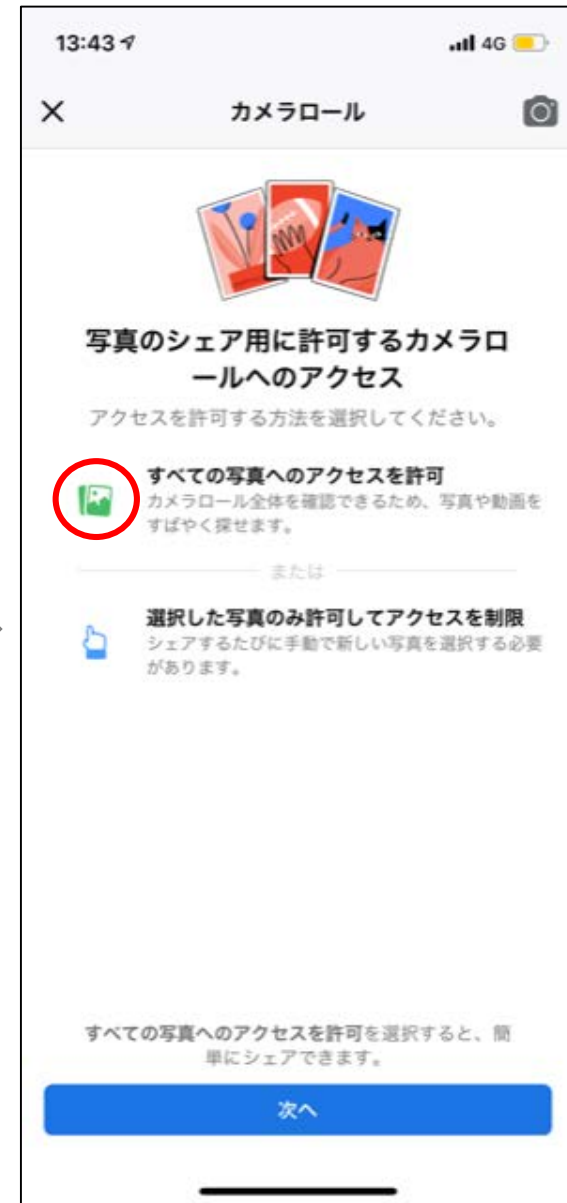 13:43
4G
カメラロール
写真のシェア用に許可するカメラロ
ールへのアクセス
アクセスを許可する方法を選択してください。
すべての写真へのアクセスを許可
カメラロール全体を確認できるため、写真や動画を
すばやく探せます。
または
選択した写真のみ許可してアクセスを制限
シェアするたびに手動で新しい写真を選択する必要
があります。
すべての写真へのアクセスを許可を選択すると、簡
単にシェアできます。
次へ